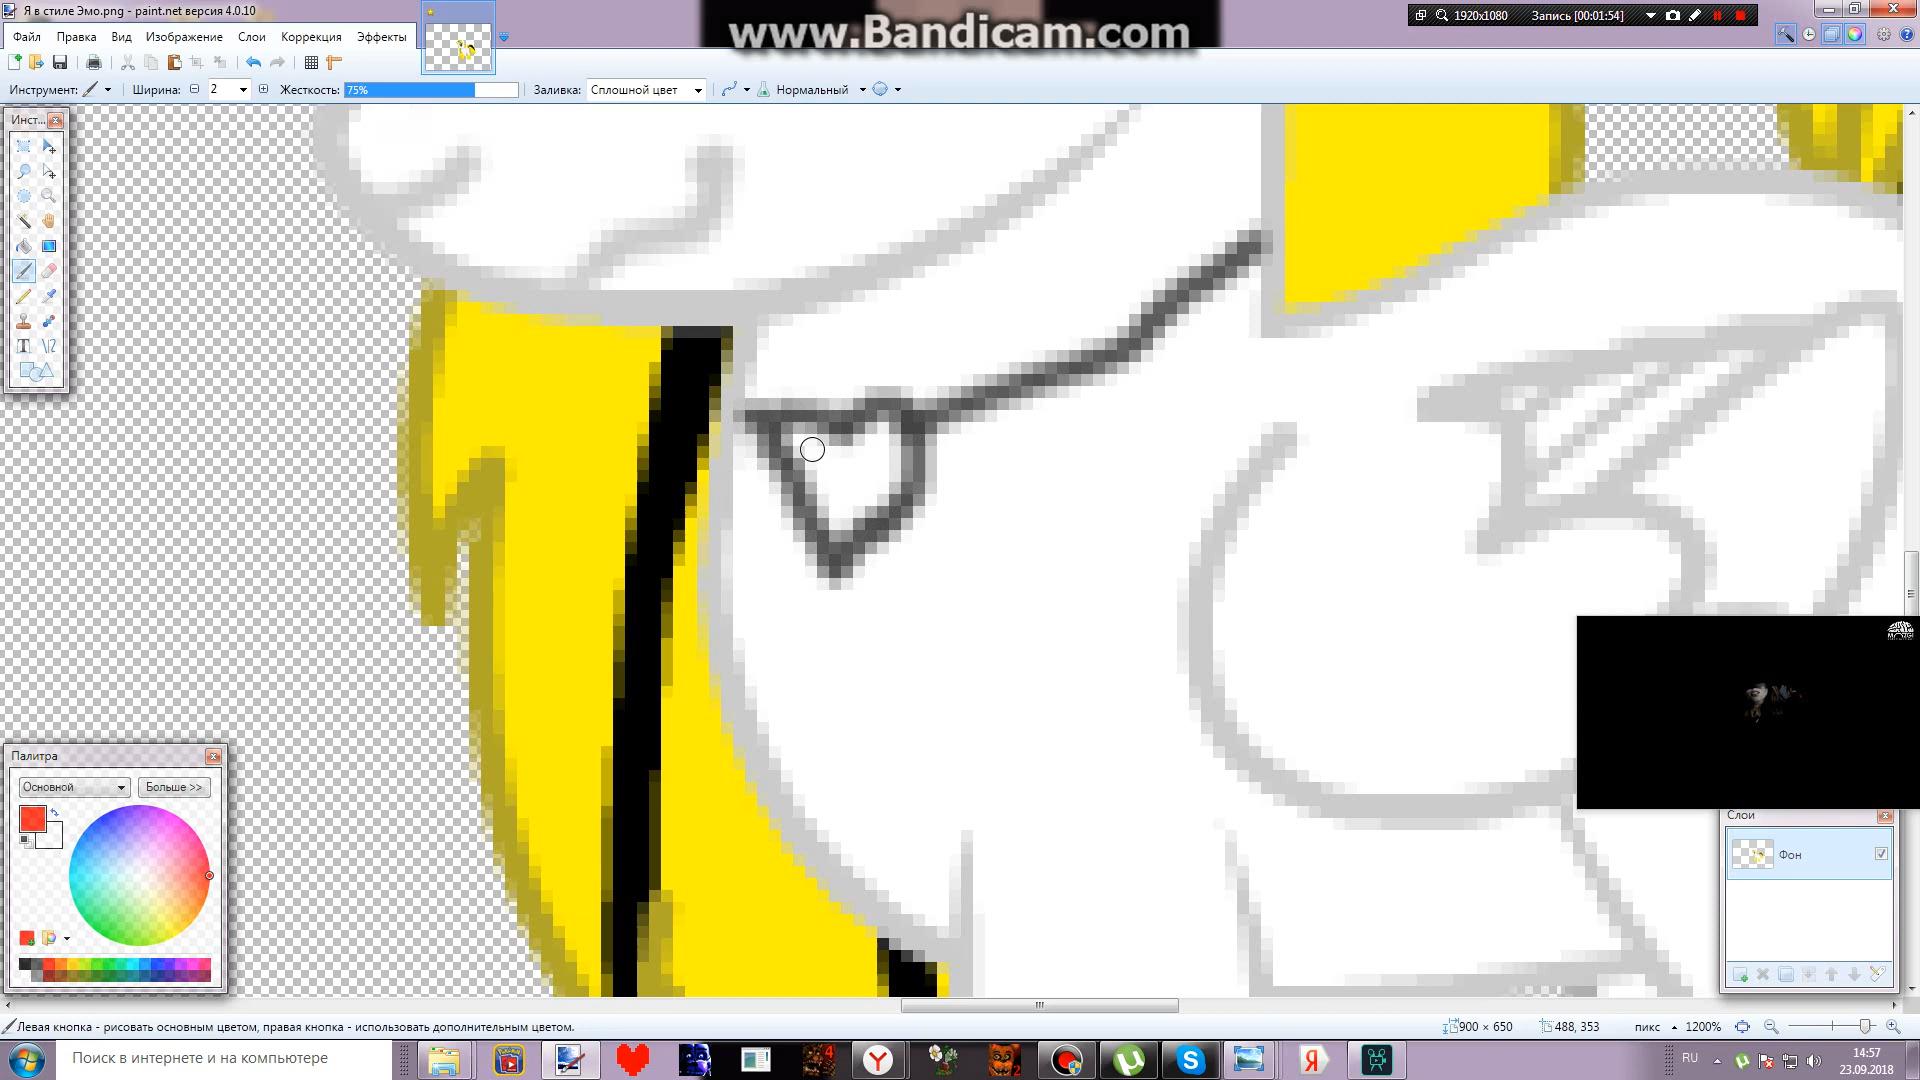 Я в стиле Эмо.png - paint.net версия 4.0.10
www.Bandicam.com
1920x1080 Запись [00:01:54]
Файл Правка Вид Изображение Слои Коррекция Эффекты
Инструмент: Ширина: 2 Жесткость: 75% Заливка: Сплошной цвет Нормальный
Инст...
Палитра
Основной Больше >>
Слои
Фон
Левая кнопка - рисовать основным цветом, правая кнопка - использовать дополнительным цветом.
900 × 650 488, 353 пикс 1200%
Поиск в интернете и на компьютере
RU
14:57
23.09.2018